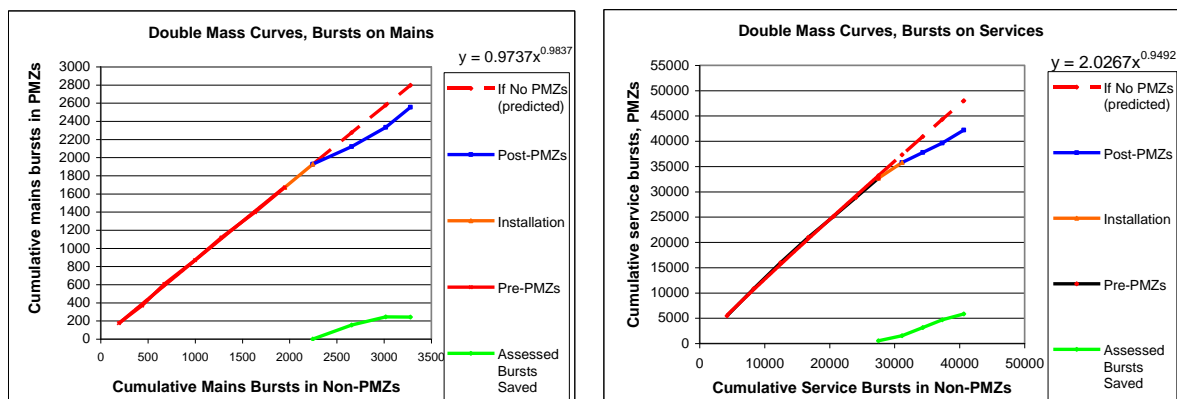 Double Mass Curves, Bursts on Mains
y = 0.9737x^0.9837
Cumulative mains bursts in PMZs
3000
2800
2600
2400
2200
2000
1800
1600
1400
1200
1000
800
600
400
200
0
0 500 1000 1500 2000 2500 3000 3500
Cumulative Mains Bursts in Non-PMZs
If No PMZs
(predicted)
Post-PMZs
Installation
Pre-PMZs
Assessed
Bursts
Saved
Double Mass Curves, Bursts on Services
y = 2.0267x^0.9492
Cumulative service bursts, PMZs
55000
50000
45000
40000
35000
30000
25000
20000
15000
10000
5000
0
0 10000 20000 30000 40000 50000
Cumulative Service Bursts in Non-PMZs
If No PMZs
(predicted)
Post-PMZs
Installation
Pre-PMZs
Assessed
Bursts
Saved